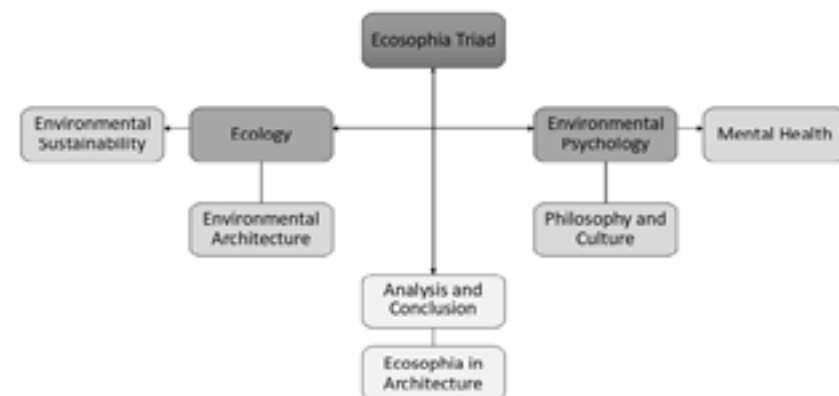 Ecosophia Triad
Environmental
Sustainability
Ecology
Environmental
Psychology
Mental Health
Environmental
Architecture
Philosophy and
Culture
Analysis and
Conclusion
Ecosophia in
Architecture